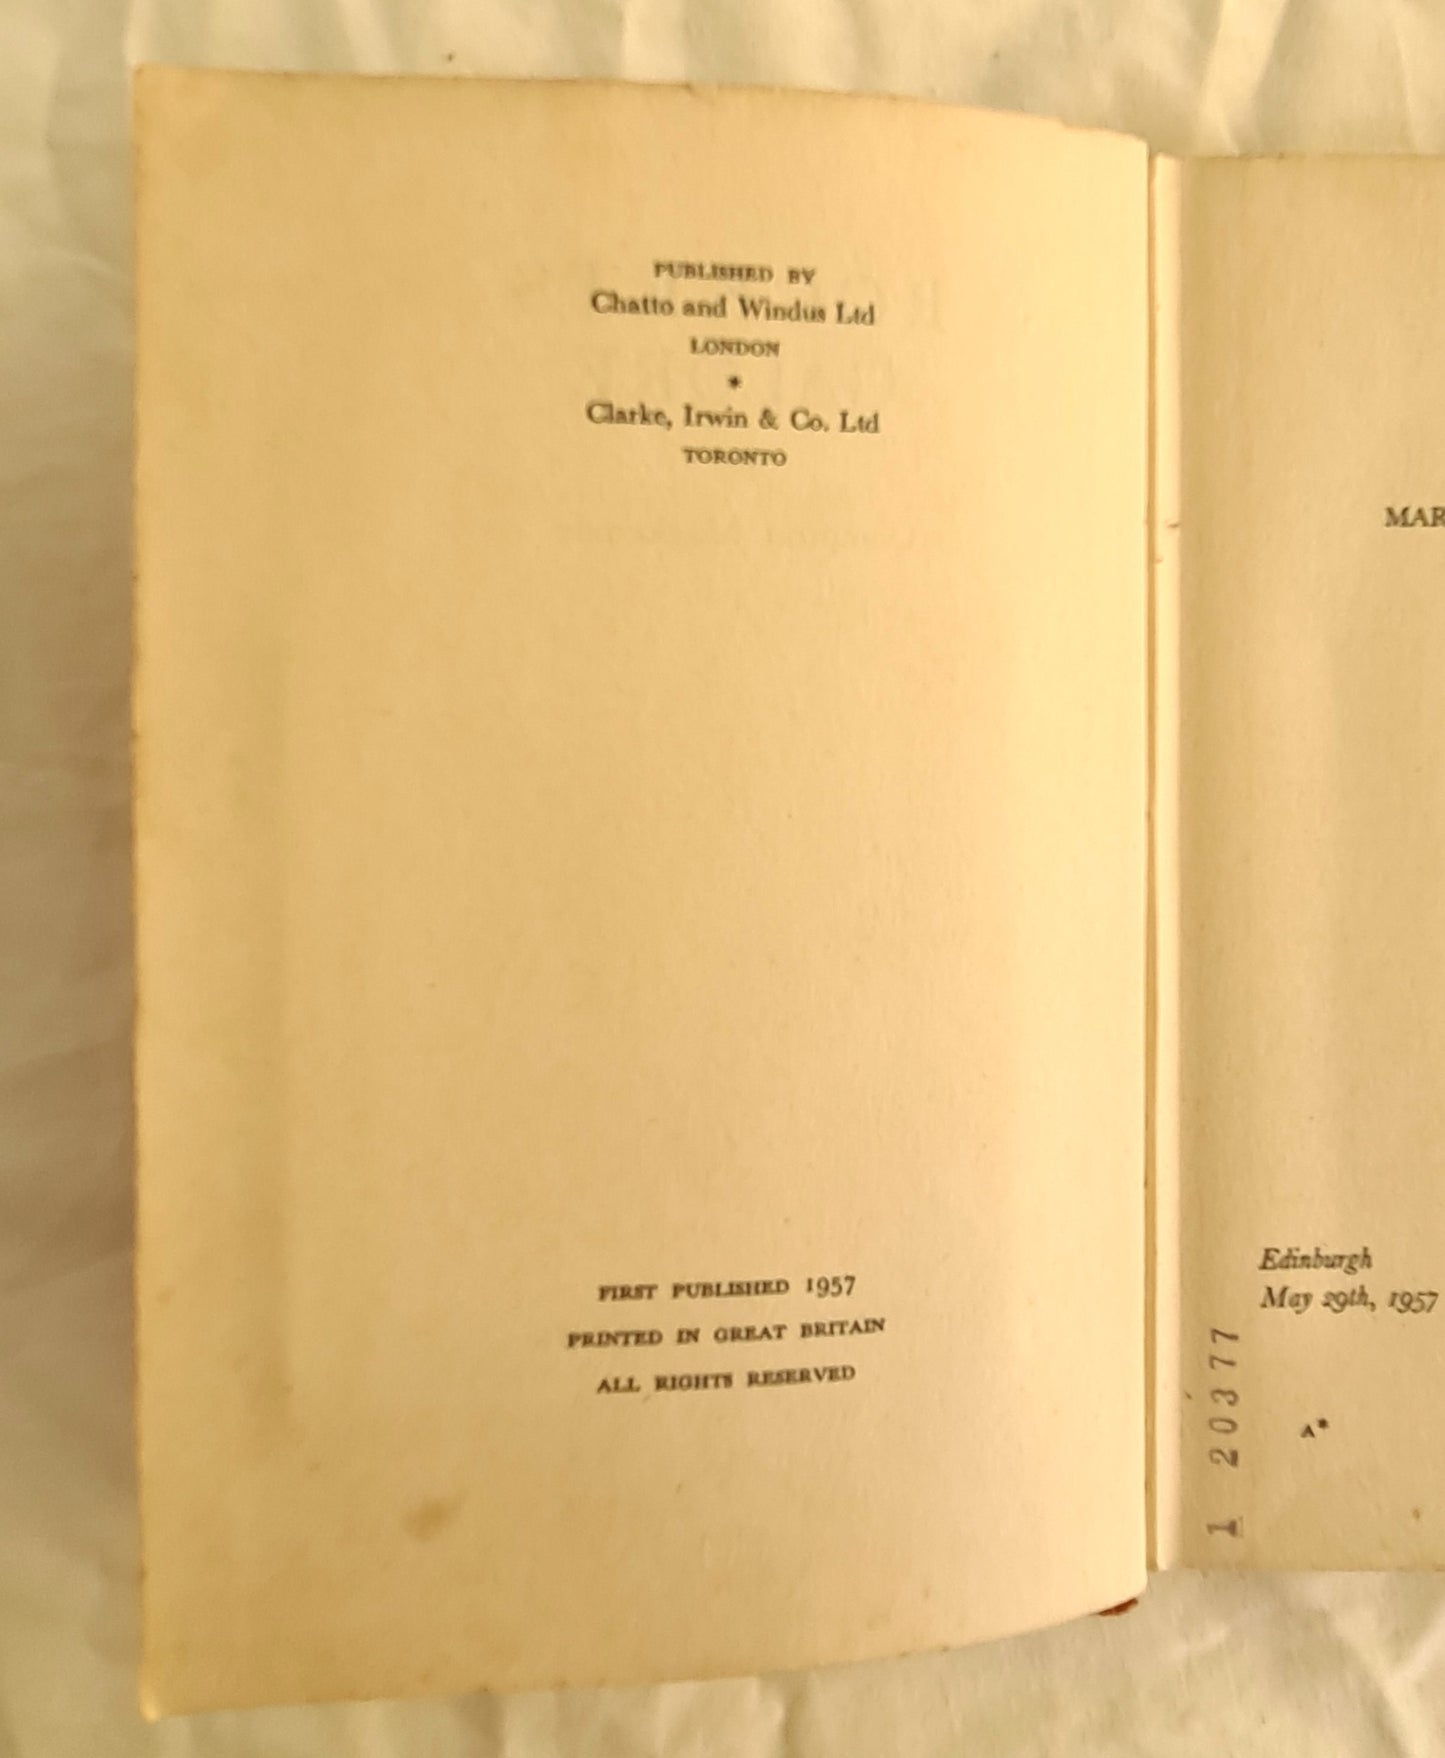 PUBLISHED BY
Chatto and Windus Ltd
LONDON
*
Clarke, Irwin & Co. Ltd
TORONTO
FIRST PUBLISHED 1957
PRINTED IN GREAT BRITAIN
ALL RIGHTS RESERVED
MAR
Edinburgh
May 29th, 1957
A*
1 20377